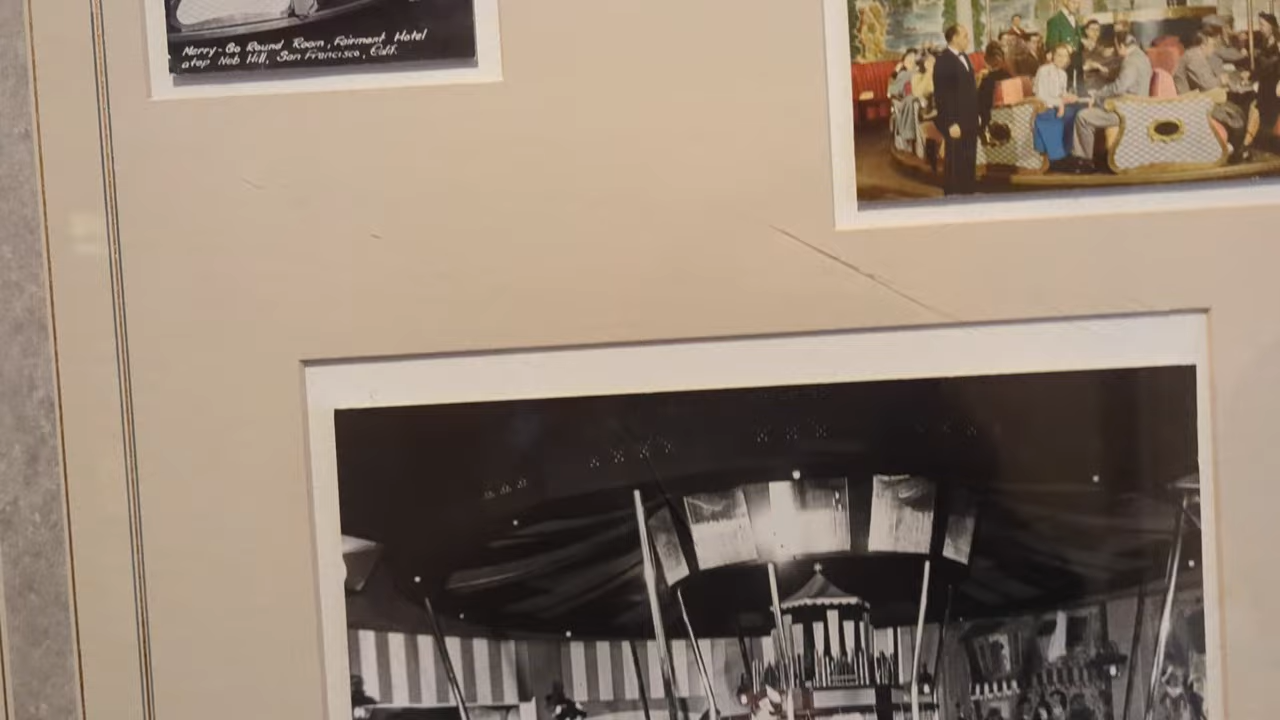 Merry-Go Round Room, Fairmont Hotel
atop Nob Hill, San Francisco, Calif.